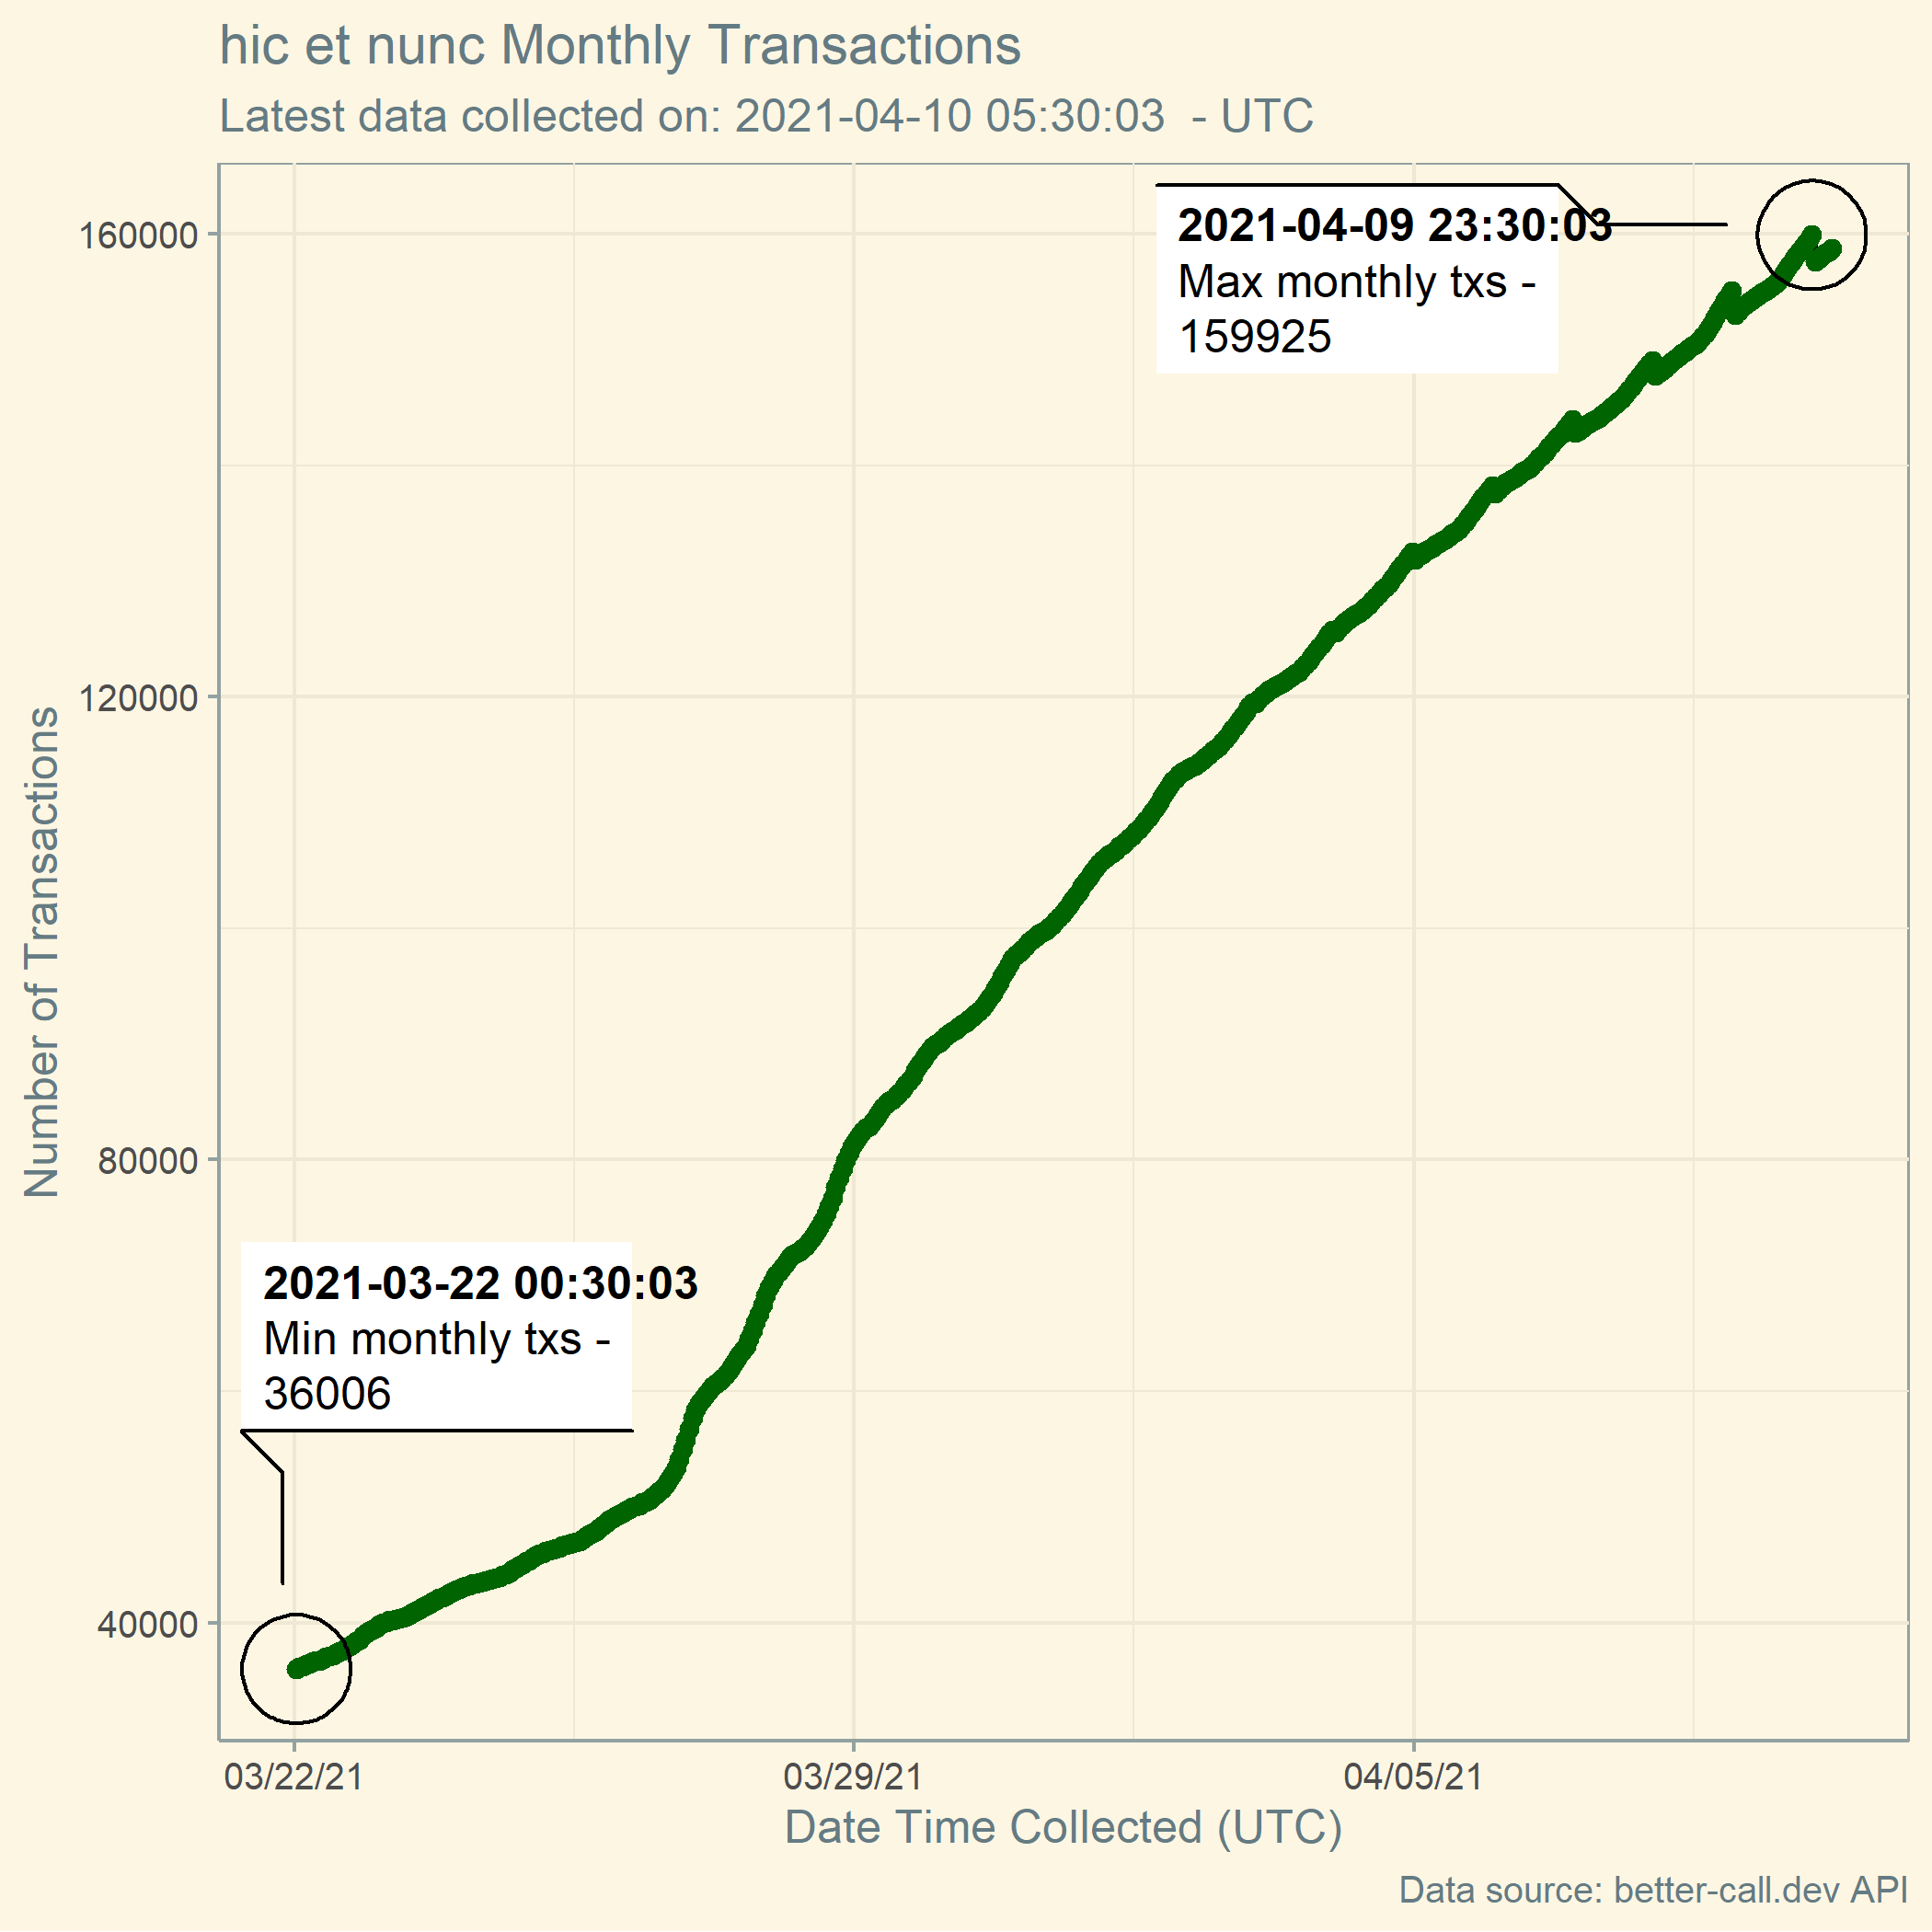 hic et nunc Monthly Transactions
Latest data collected on: 2021-04-10 05:30:03  - UTC
160000
2021-04-09 23:30:03
Max monthly txs -
159925
120000
Number of Transactions
80000
2021-03-22 00:30:03
Min monthly txs -
36006
40000
03/22/21
03/29/21
04/05/21
Date Time Collected (UTC)
Data source: better-call.dev API